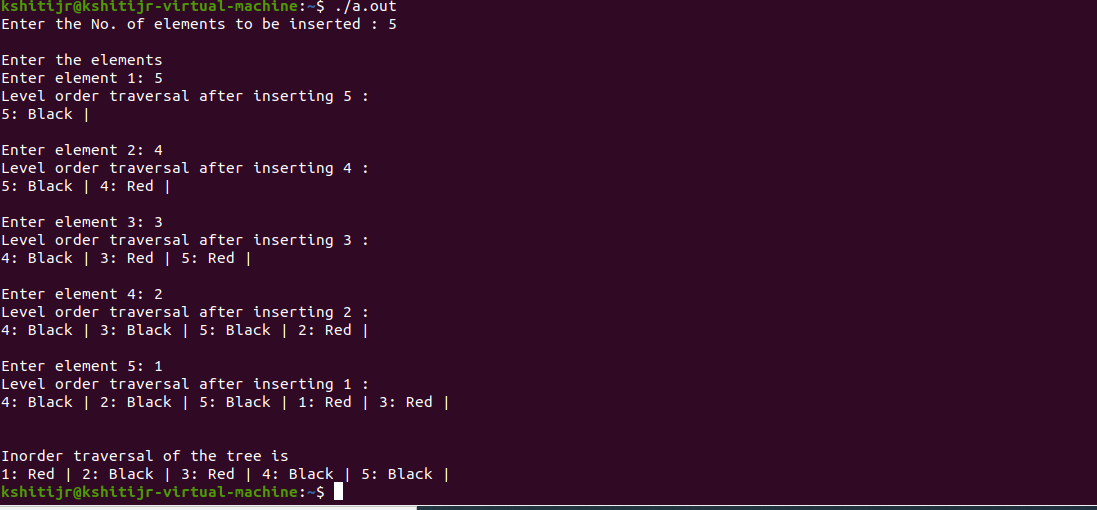 kshitijr@kshitijr-virtual-machine:~$ ./a.out
Enter the No. of elements to be inserted : 5
Enter the elements
Enter element 1: 5
Level order traversal after inserting 5 :
5: Black |
Enter element 2: 4
Level order traversal after inserting 4 :
5: Black | 4: Red |
Enter element 3: 3
Level order traversal after inserting 3 :
4: Black | 3: Red | 5: Red |
Enter element 4: 2
Level order traversal after inserting 2 :
4: Black | 3: Black | 5: Black | 2: Red |
Enter element 5: 1
Level order traversal after inserting 1 :
4: Black | 2: Black | 5: Black | 1: Red | 3: Red |
Inorder traversal of the tree is
1: Red | 2: Black | 3: Red | 4: Black | 5: Black |
kshitijr@kshitijr-virtual-machine:~$